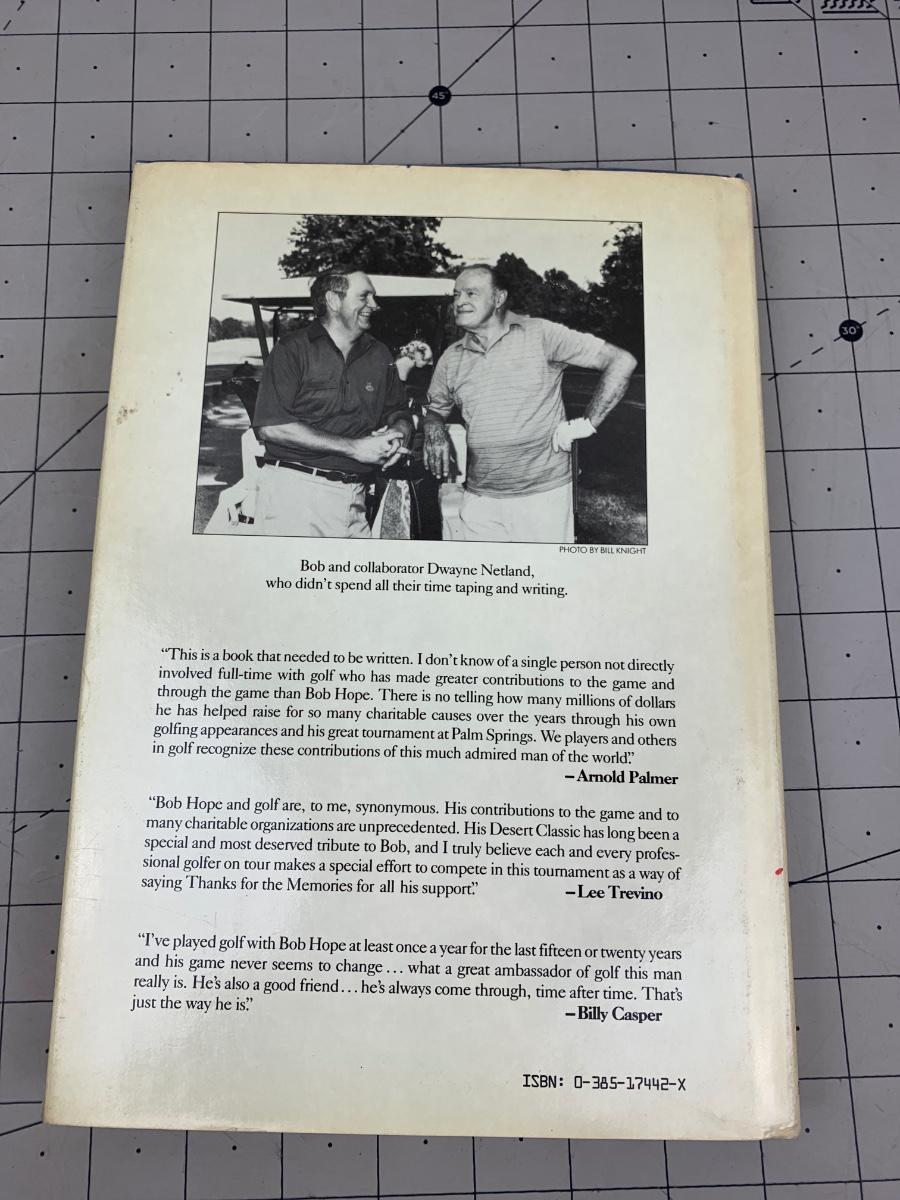 45°
30°
PHOTO BY BILL KNIGHT
Bob and collaborator Dwayne Netland,
who didn't spend all their time taping and writing.
“This is a book that needed to be written. I don't know of a single person not directly
involved full-time with golf who has made greater contributions to the game and
through the game than Bob Hope. There is no telling how many millions of dollars
he has helped raise for so many charitable causes over the years through his own
golfing appearances and his great tournament at Palm Springs. We players and others
in golf recognize these contributions of this much admired man of the world.”
–Arnold Palmer
“Bob Hope and golf are, to me, synonymous. His contributions to the game and to
many charitable organizations are unprecedented. His Desert Classic has long been a
special and most deserved tribute to Bob, and I truly believe each and every profes-
sional golfer on tour makes a special effort to compete in this tournament as a way of
saying Thanks for the Memories for all his support.” –Lee Trevino
“I've played golf with Bob Hope at least once a year for the last fifteen or twenty years
and his game never seems to change... what a great ambassador of golf this man
really is. He's also a good friend...he's always come through, time after time. That's
just the way he is.” –Billy Casper
ISBN: 0-385-17442-X